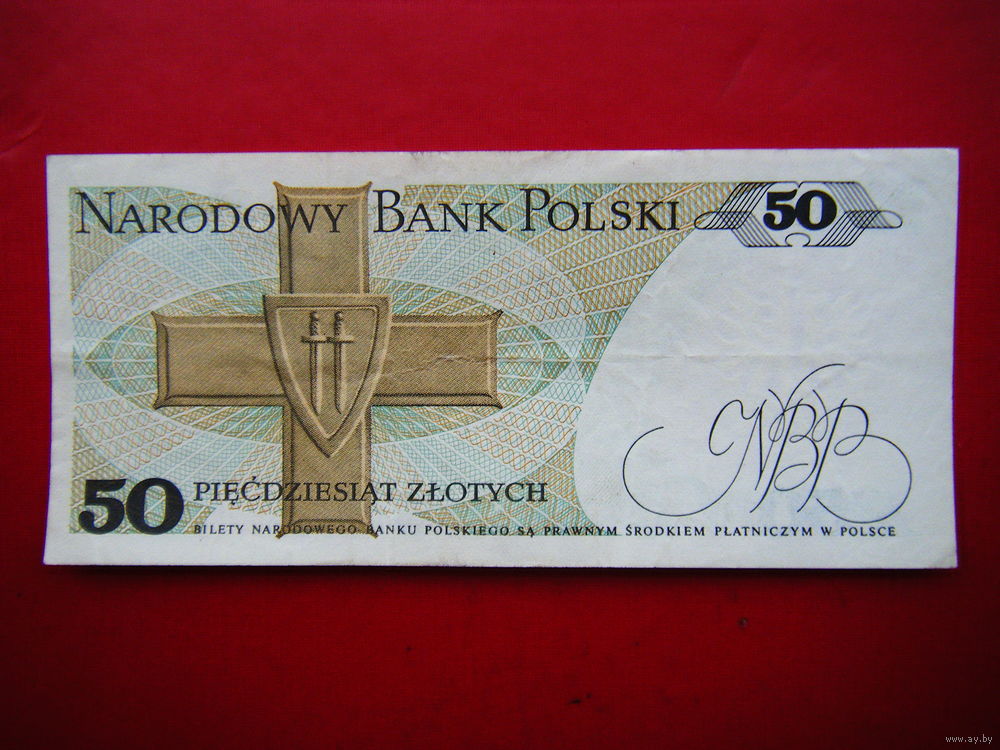 NARODOWY BANK POLSKI 50
NBP
50 PIĘĆDZIESIĄT ZŁOTYCH
BILETY NARODOWEGO BANKU POLSKIEGO SĄ PRAWNYM ŚRODKIEM PŁATNICZYM W POLSCE
www.ay.by